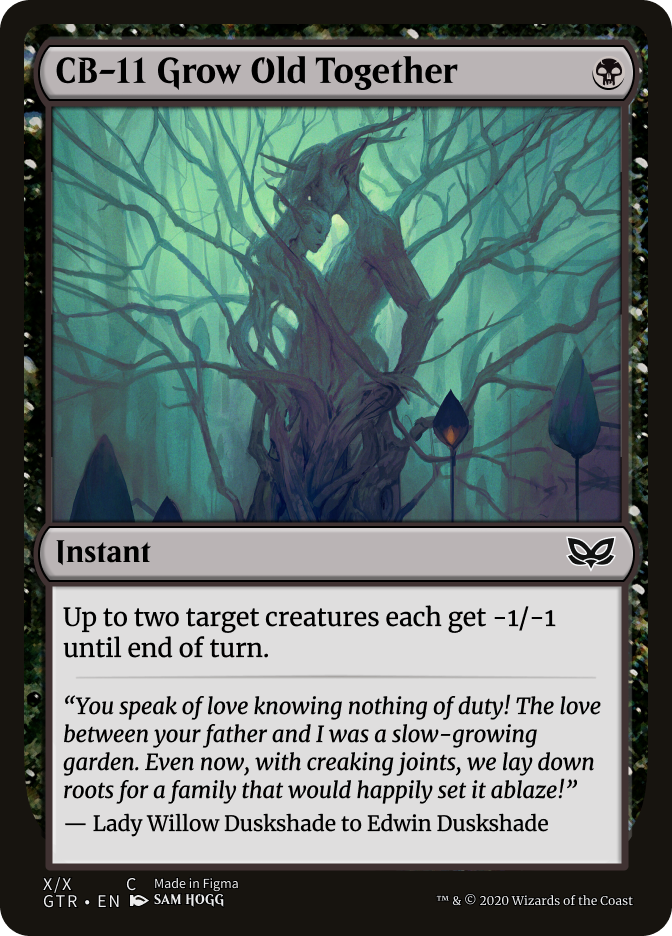 CB-11 Grow Old Together
Instant
Up to two target creatures each get -1/-1
until end of turn.
“You speak of love knowing nothing of duty! The love
between your father and I was a slow-growing
garden. Even now, with creaking joints, we lay down
roots for a family that would happily set it ablaze!”
— Lady Willow Duskshade to Edwin Duskshade
X/X C Made in Figma
GTR • EN SAM HOGG
™ & © 2020 Wizards of the Coast